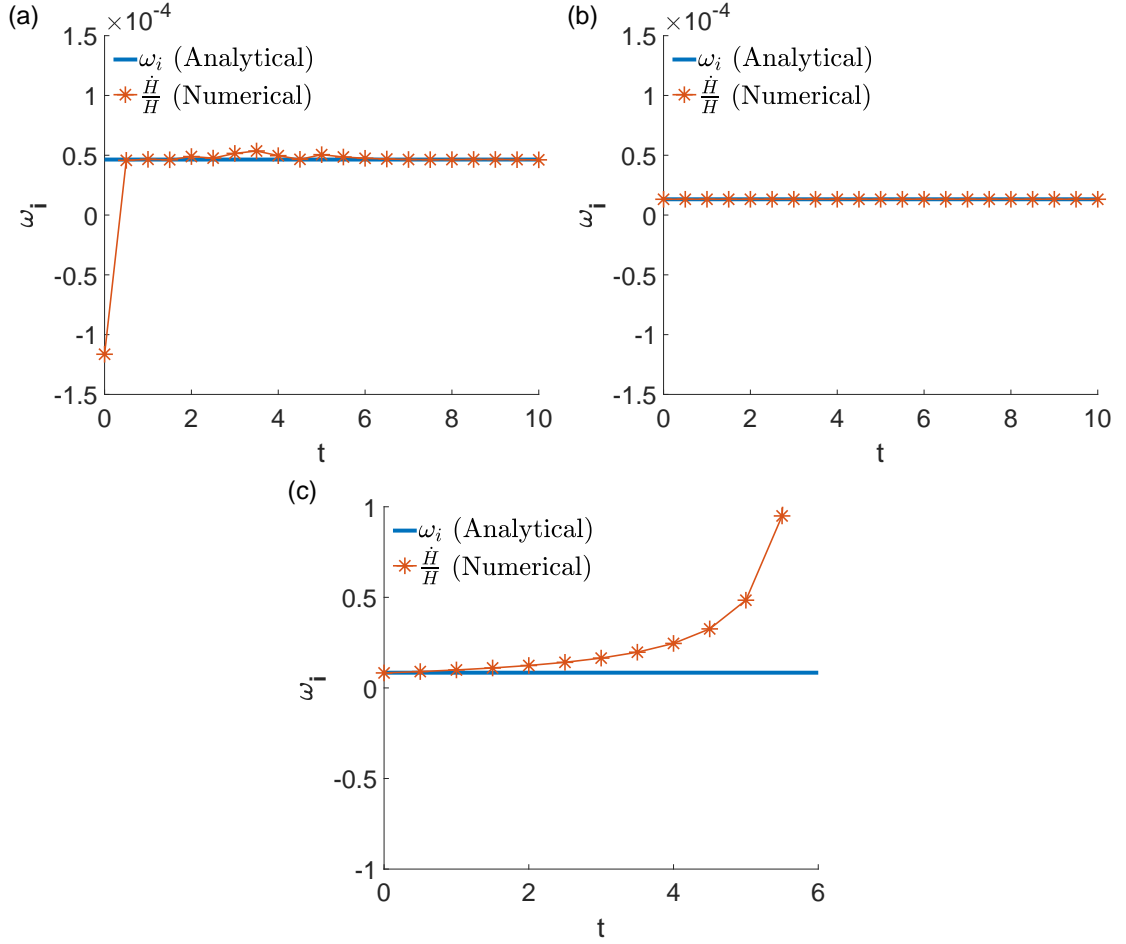 (a)
×10⁻⁴
1.5
1
0.5
0
-0.5
-1
-1.5
ωᵢ
ωᵢ (Analytical)
Ḣ/H (Numerical)
0 2 4 6 8 10
t
(b)
×10⁻⁴
1.5
1
0.5
0
-0.5
-1
-1.5
ωᵢ
ωᵢ (Analytical)
Ḣ/H (Numerical)
0 2 4 6 8 10
t
(c)
1
0.5
0
-0.5
-1
ωᵢ
ωᵢ (Analytical)
Ḣ/H (Numerical)
0 2 4 6
t